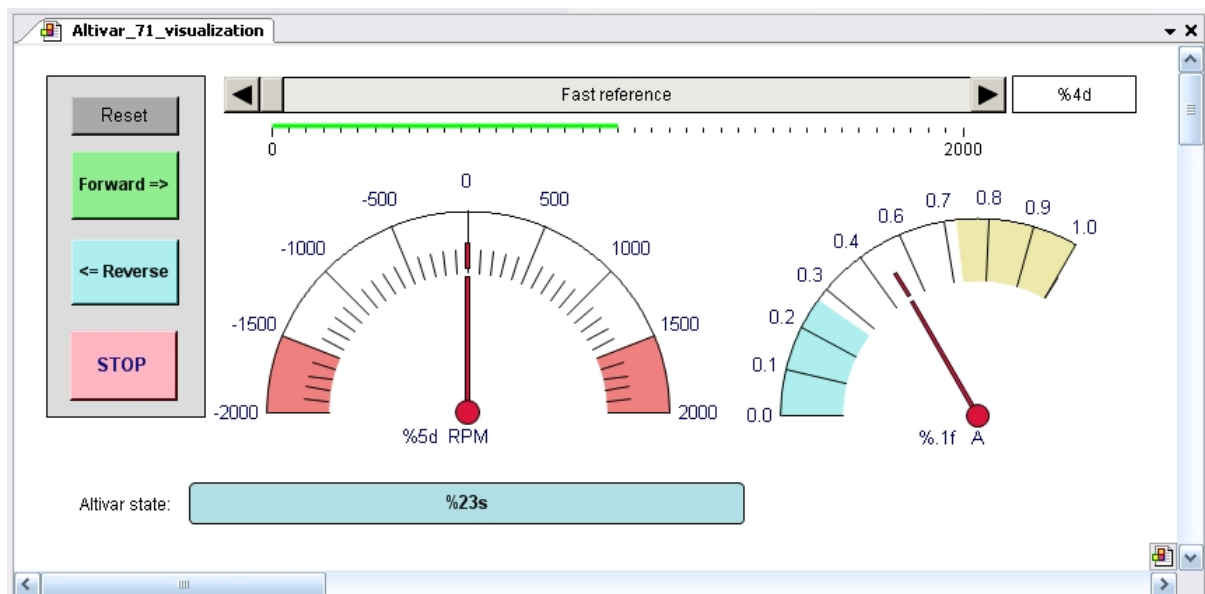 Altivar_71_visualization
Reset
Forward =>
<= Reverse
STOP
Fast reference
%4d
0 2000
-2000 -1500 -1000 -500 0 500 1000 1500 2000
%5d RPM
0.0 0.1 0.2 0.3 0.4 0.6 0.7 0.8 0.9 1.0
%.1f A
Altivar state: %23s